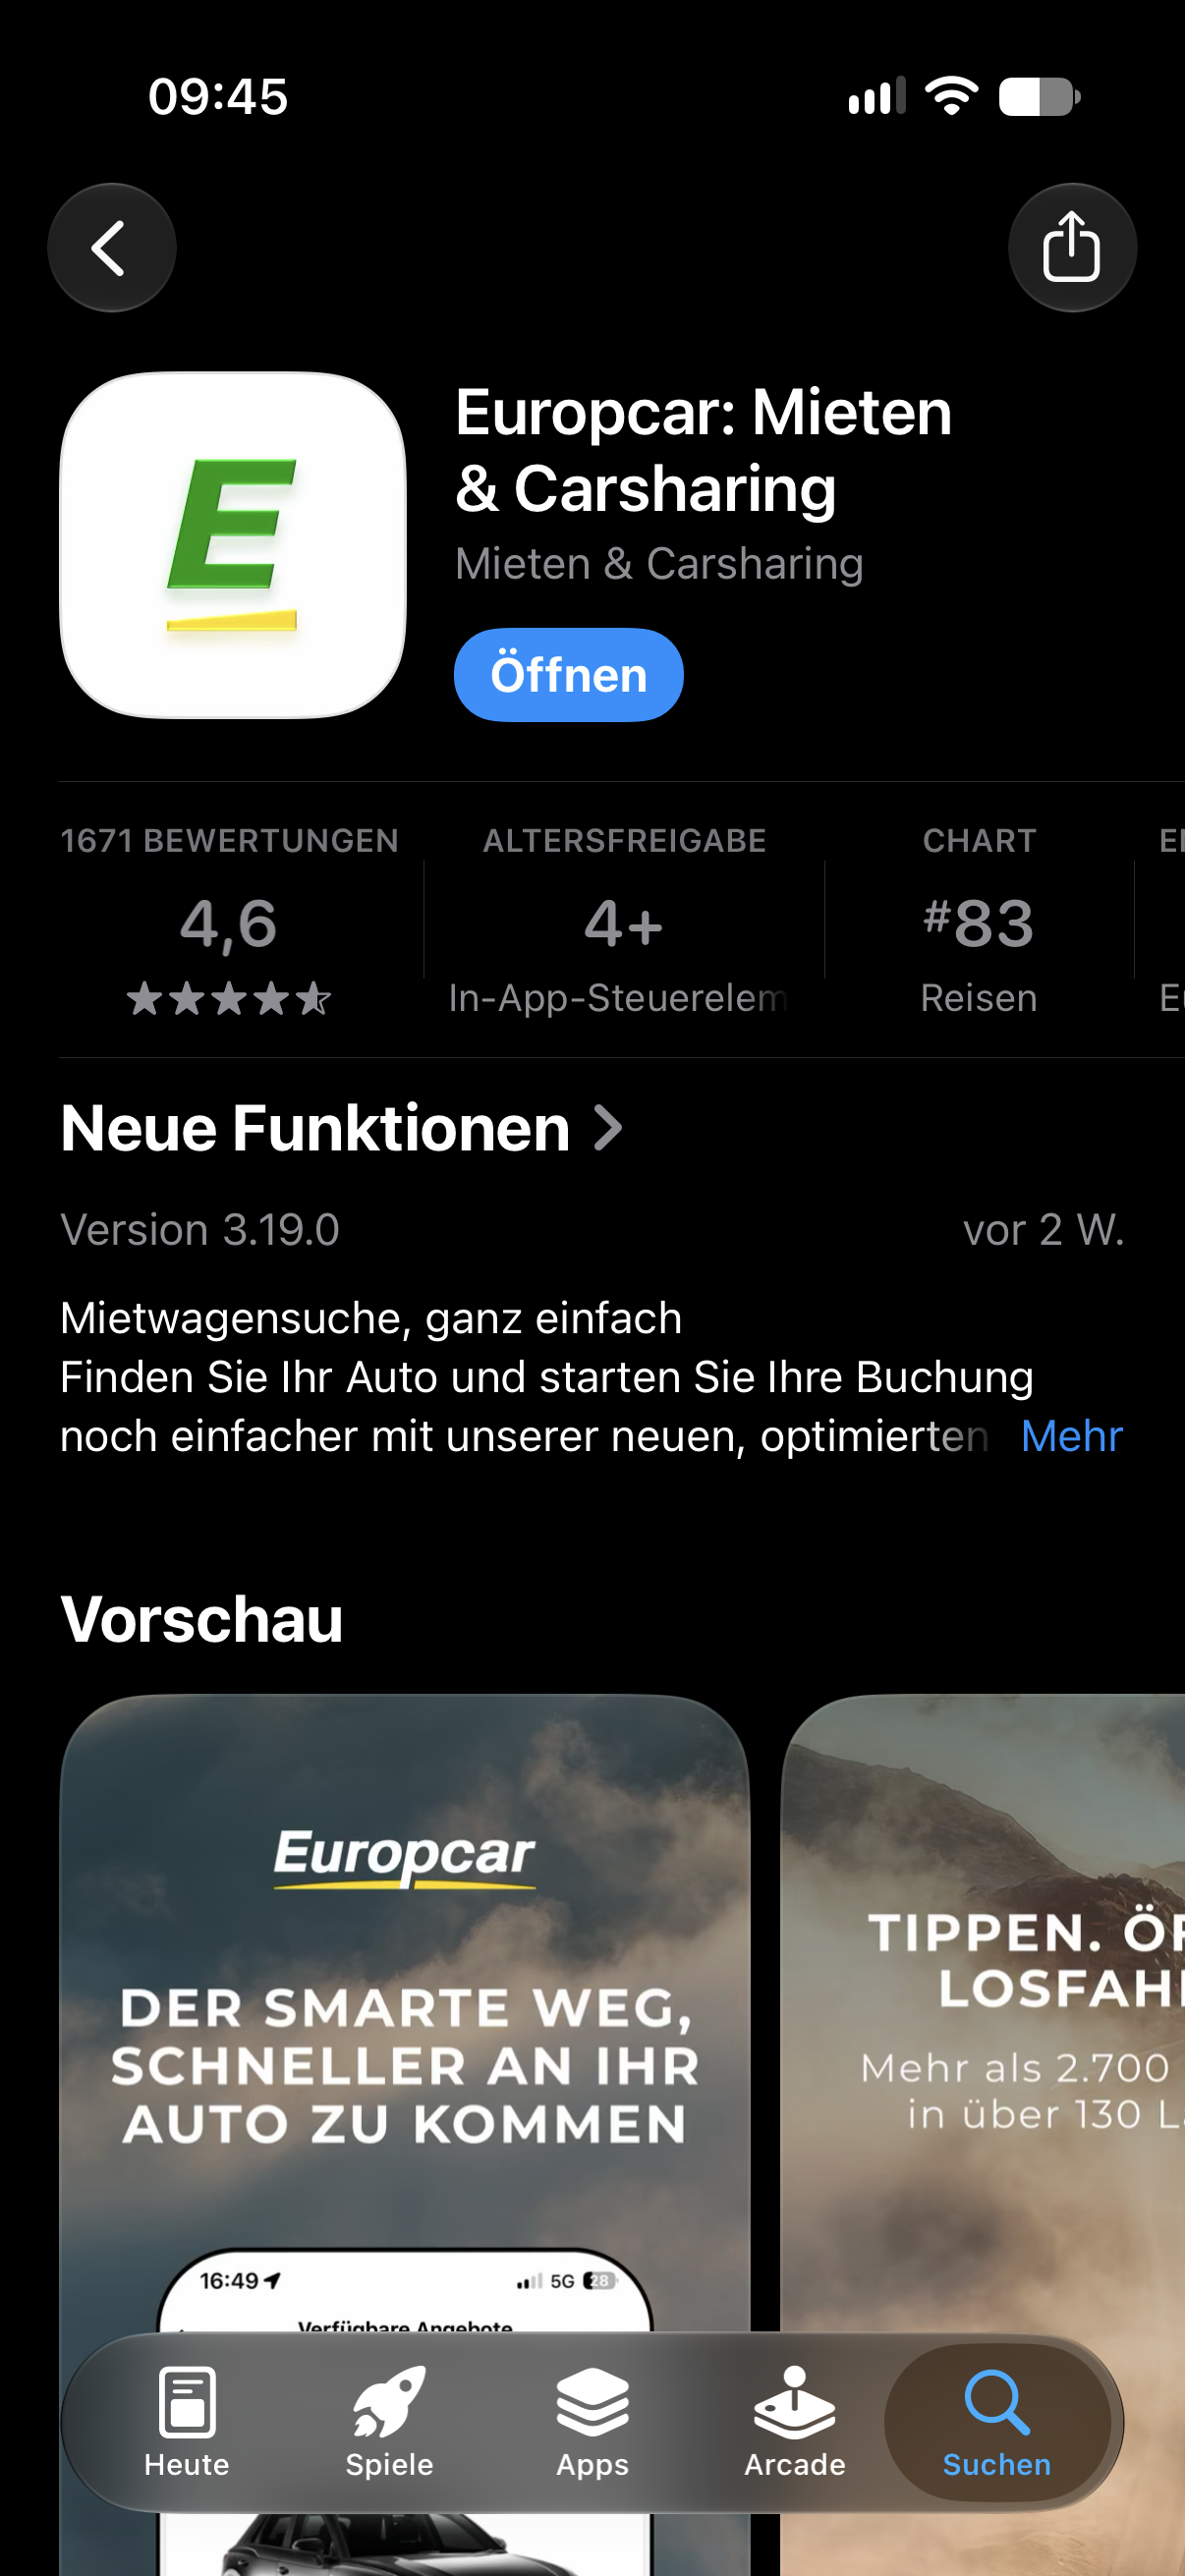 09:45
E
Europcar: Mieten
& Carsharing
Mieten & Carsharing
Öffnen
1671 BEWERTUNGEN
4,6
ALTERSFREIGABE
4+
In-App-Steuerelem
CHART
#83
Reisen
Neue Funktionen
Version 3.19.0
vor 2 W.
Mietwagensuche, ganz einfach
Finden Sie Ihr Auto und starten Sie Ihre Buchung
noch einfacher mit unserer neuen, optimierten Mehr
Vorschau
Europcar
DER SMARTE WEG,
SCHNELLER AN IHR
AUTO ZU KOMMEN
16:49
5G
28
Verfügbare Angebote
TIPPEN.
Mehr als 2.700
in über 130
Heute
Spiele
Apps
Arcade
Suchen